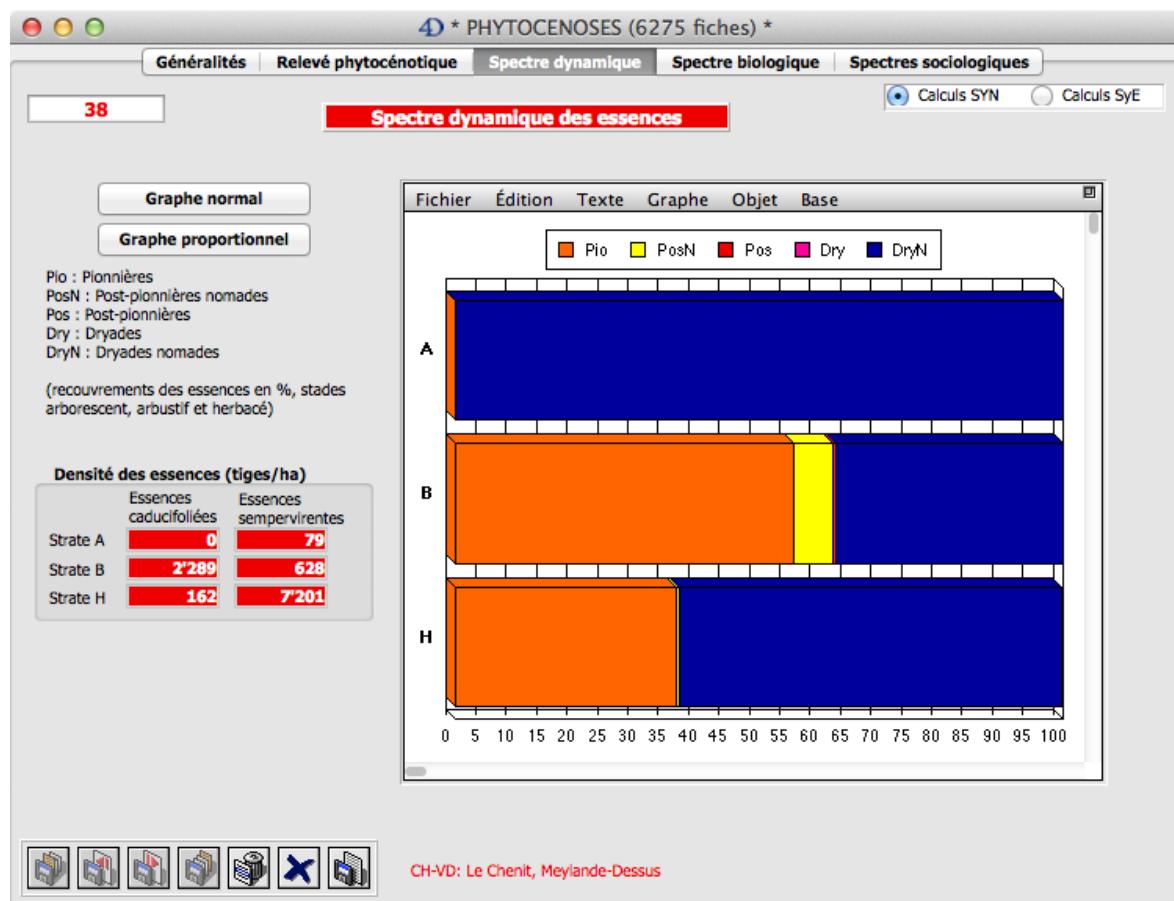 4D * PHYTOCENOSES (6275 fiches) *
Généralités Relevé phytocénotique Spectre dynamique Spectre biologique Spectres sociologiques
Calculs SYN Calculs SyE
38
Spectre dynamique des essences
Graphe normal
Graphe proportionnel
Pio : Pionnières
PosN : Post-pionnières nomades
Pos : Post-pionnières
Dry : Dryades
DryN : Dryades nomades
(recouvrements des essences en %, stades
arborescent, arbustif et herbacé)
Densité des essences (tiges/ha)
Essences Essences
caducifoliées sempervirentes
Strate A 0 79
Strate B 2'289 628
Strate H 162 7'201
Fichier Édition Texte Graphe Objet Base
Pio PosN Pos Dry DryN
A
B
H
0 5 10 15 20 25 30 35 40 45 50 55 60 65 70 75 80 85 90 95 100
CH-VD: Le Chenit, Meylande-Dessus